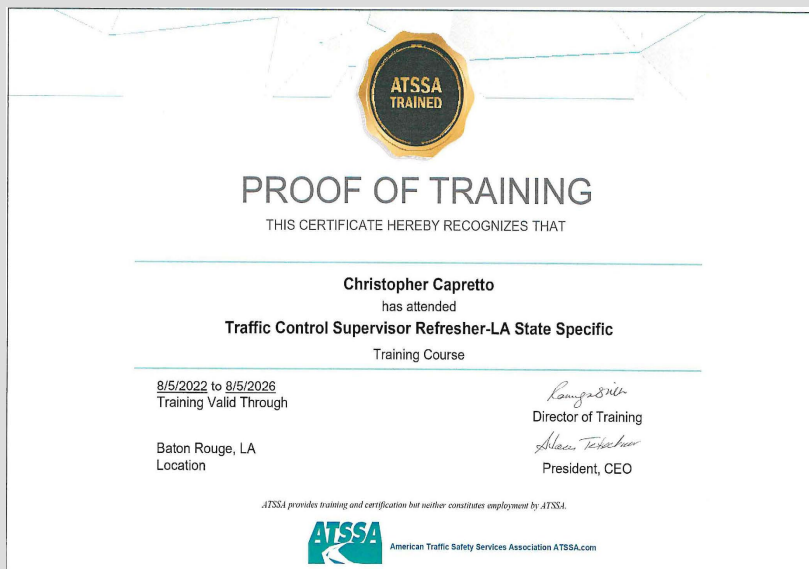 ATSSA
TRAINED
PROOF OF TRAINING
THIS CERTIFICATE HEREBY RECOGNIZES THAT
Christopher Capretto
has attended
Traffic Control Supervisor Refresher-LA State Specific
Training Course
8/5/2022 to 8/5/2026
Training Valid Through
Director of Training
Baton Rouge, LA
Location
President, CEO
ATSSA provides training and certification but neither constitutes employment by ATSSA.
ATSSA
American Traffic Safety Services Association ATSSA.com